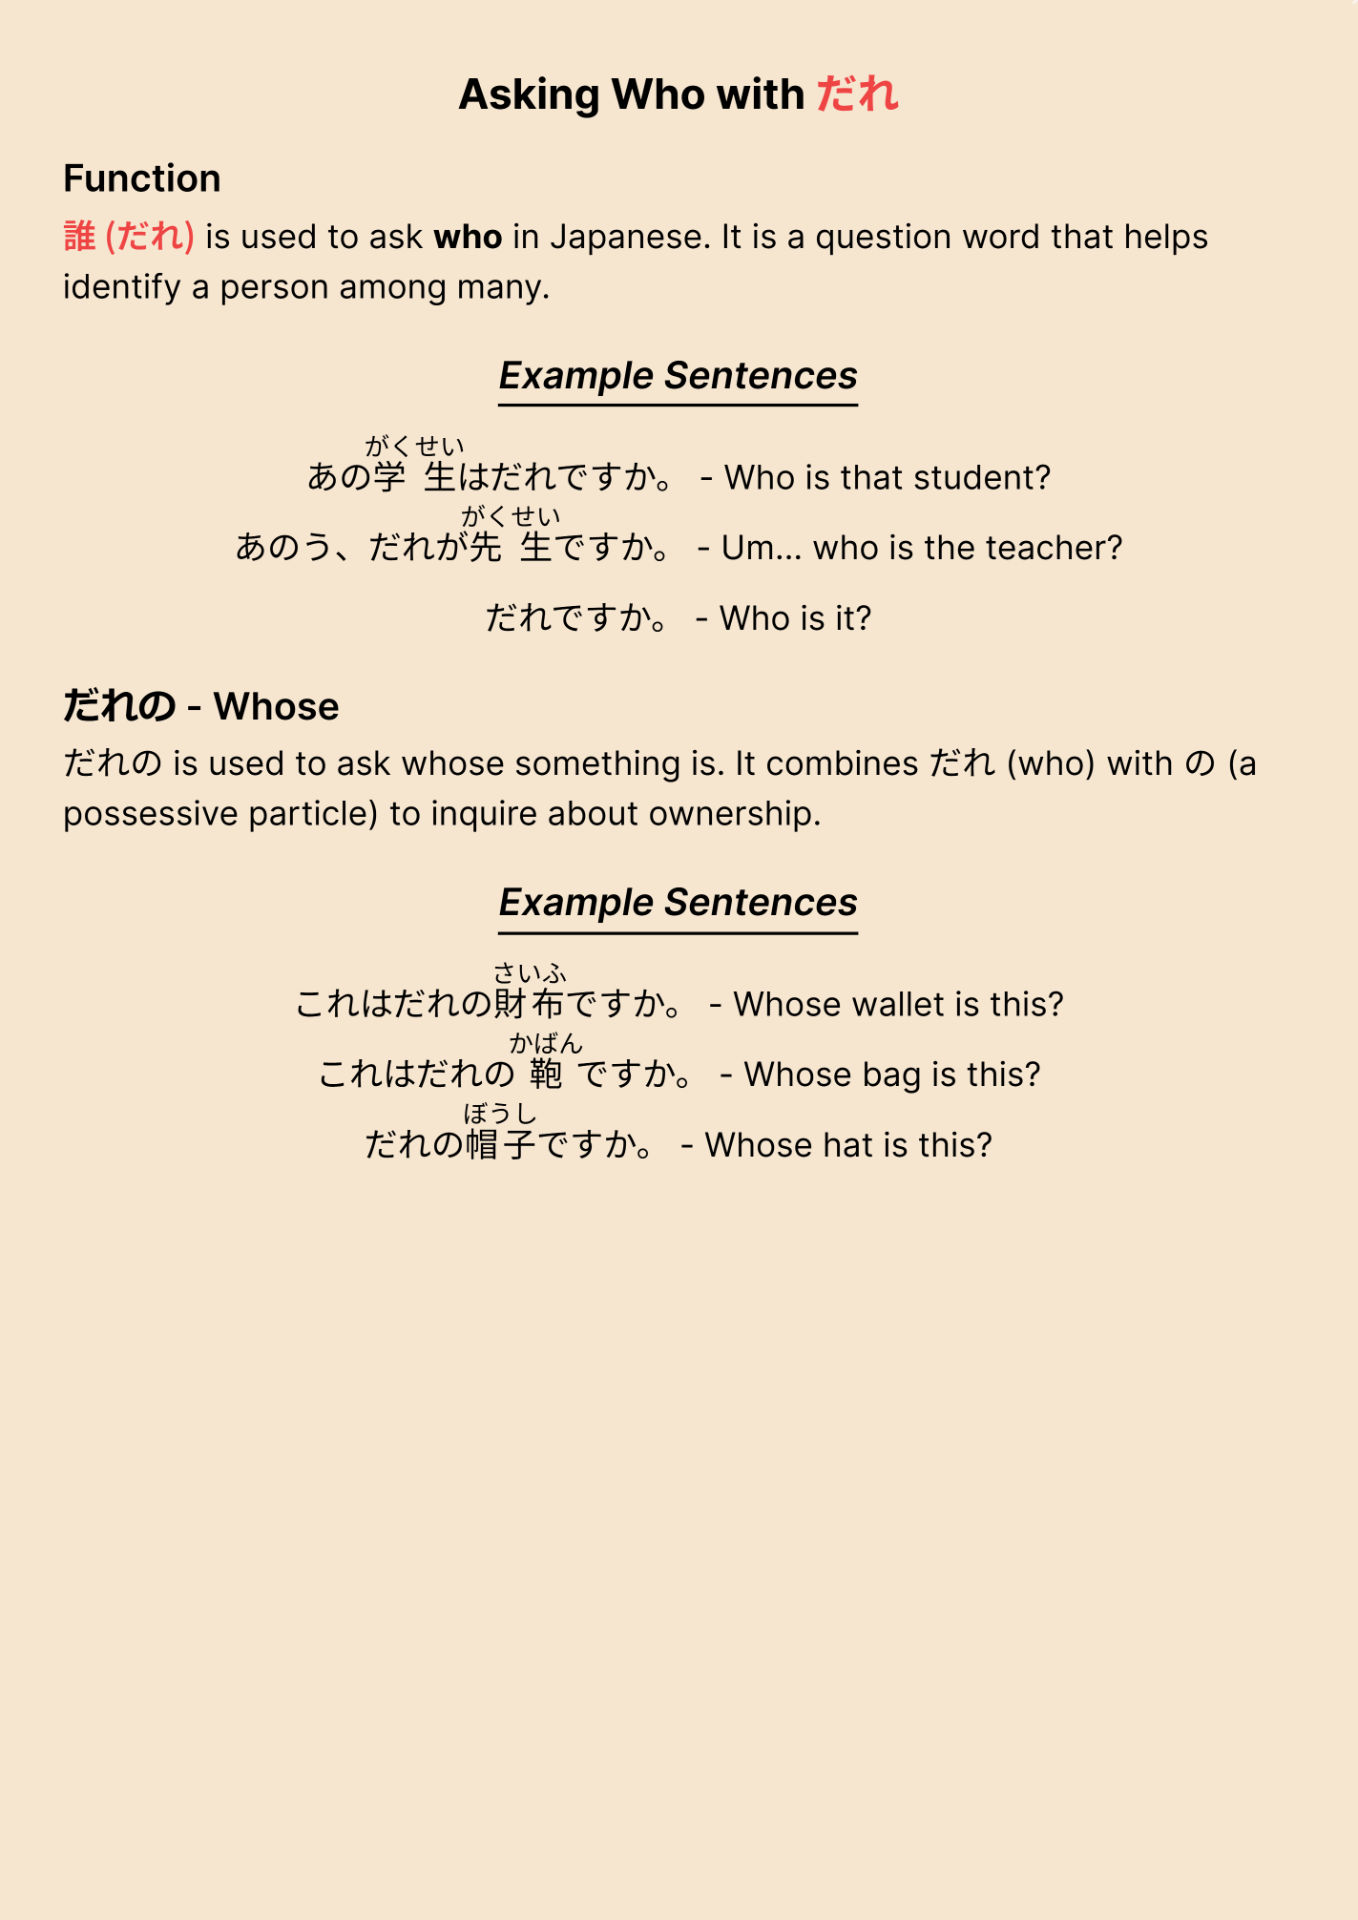 Asking Who with だれ
Function
誰 (だれ) is used to ask who in Japanese. It is a question word that helps
identify a person among many.
Example Sentences
がくせい
あの学生はだれですか。 - Who is that student?
がくせい
あのう、だれが先生ですか。 - Um... who is the teacher?
だれですか。 - Who is it?
だれの - Whose
だれの is used to ask whose something is. It combines だれ (who) with の (a
possessive particle) to inquire about ownership.
Example Sentences
さいふ
これはだれの財布ですか。 - Whose wallet is this?
かばん
これはだれの鞄ですか。 - Whose bag is this?
ぼうし
だれの帽子ですか。 - Whose hat is this?